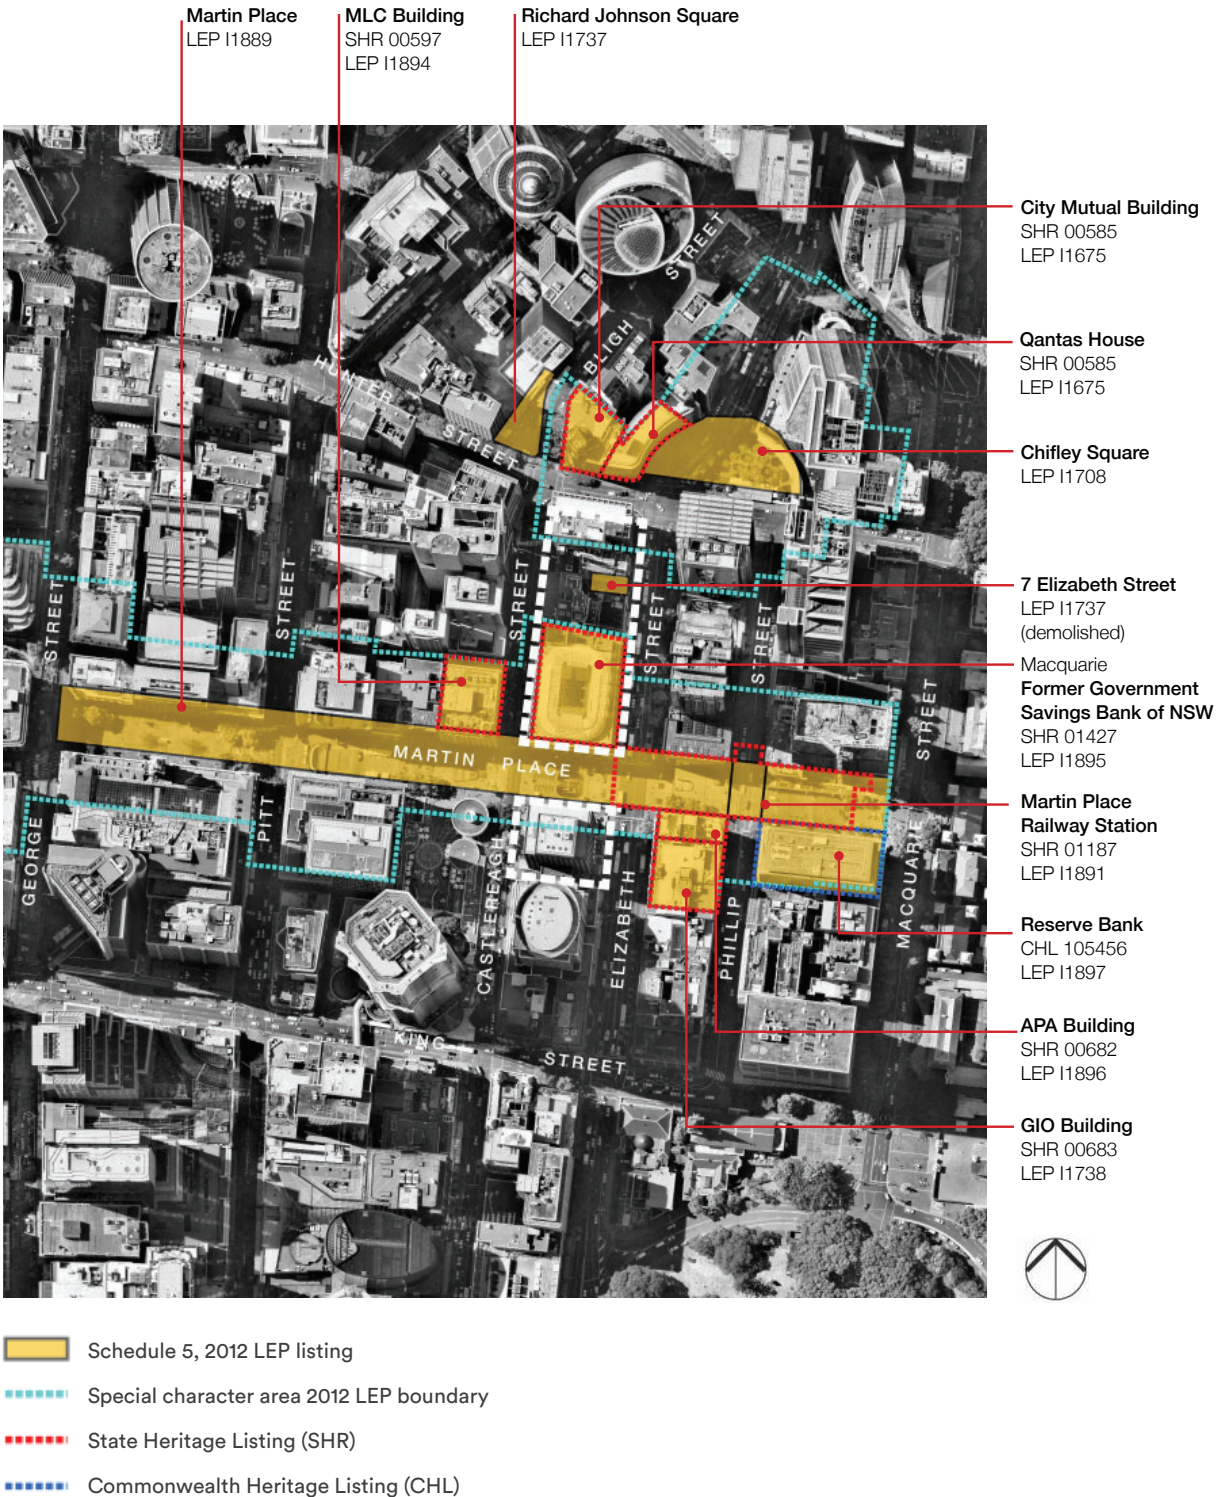 Martin Place
LEP I1889
MLC Building
SHR 00597
LEP I1894
Richard Johnson Square
LEP I1737
City Mutual Building
SHR 00585
LEP I1675
Qantas House
SHR 00585
LEP I1675
Chifley Square
LEP I1708
7 Elizabeth Street
LEP I1737
(demolished)
Macquarie
Former Government
Savings Bank of NSW
SHR 01427
LEP I1895
Martin Place
Railway Station
SHR 01187
LEP I1891
Reserve Bank
CHL 105456
LEP I1897
APA Building
SHR 00682
LEP I1896
GIO Building
SHR 00683
LEP I1738
STREET
BLIGH
HUNTER
STREET
STREET
STREET
STREET
STREET
STREET
STREET
MARTIN PLACE
GEORGE
PITT
CASTLEREAGH
ELIZABETH
PHILLIP
MACQUARIE
KING
STREET
Schedule 5, 2012 LEP listing
Special character area 2012 LEP boundary
State Heritage Listing (SHR)
Commonwealth Heritage Listing (CHL)